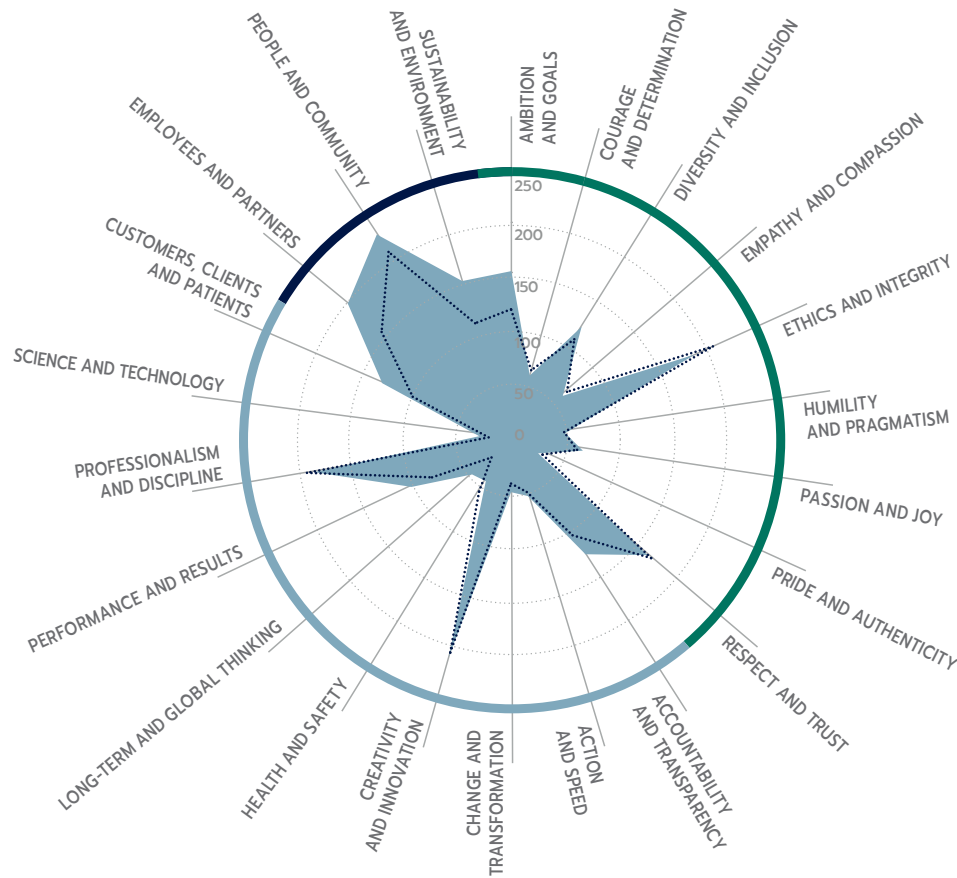 AMBITION
AND GOALS
COURAGE
AND DETERMINATION
DIVERSITY AND INCLUSION
EMPATHY AND COMPASSION
ETHICS AND INTEGRITY
HUMILITY
AND PRAGMATISM
PASSION AND JOY
PRIDE AND AUTHENTICITY
RESPECT AND TRUST
ACCOUNTABILITY
AND TRANSPARENCY
ACTION
AND SPEED
CHANGE AND
TRANSFORMATION
CREATIVITY
AND INNOVATION
HEALTH AND SAFETY
LONG-TERM AND GLOBAL THINKING
PERFORMANCE AND RESULTS
PROFESSIONALISM
AND DISCIPLINE
SCIENCE AND TECHNOLOGY
CUSTOMERS, CLIENTS
AND PATIENTS
EMPLOYEES AND PARTNERS
PEOPLE AND COMMUNITY
SUSTAINABILITY
AND ENVIRONMENT
250
200
150
100
50
0